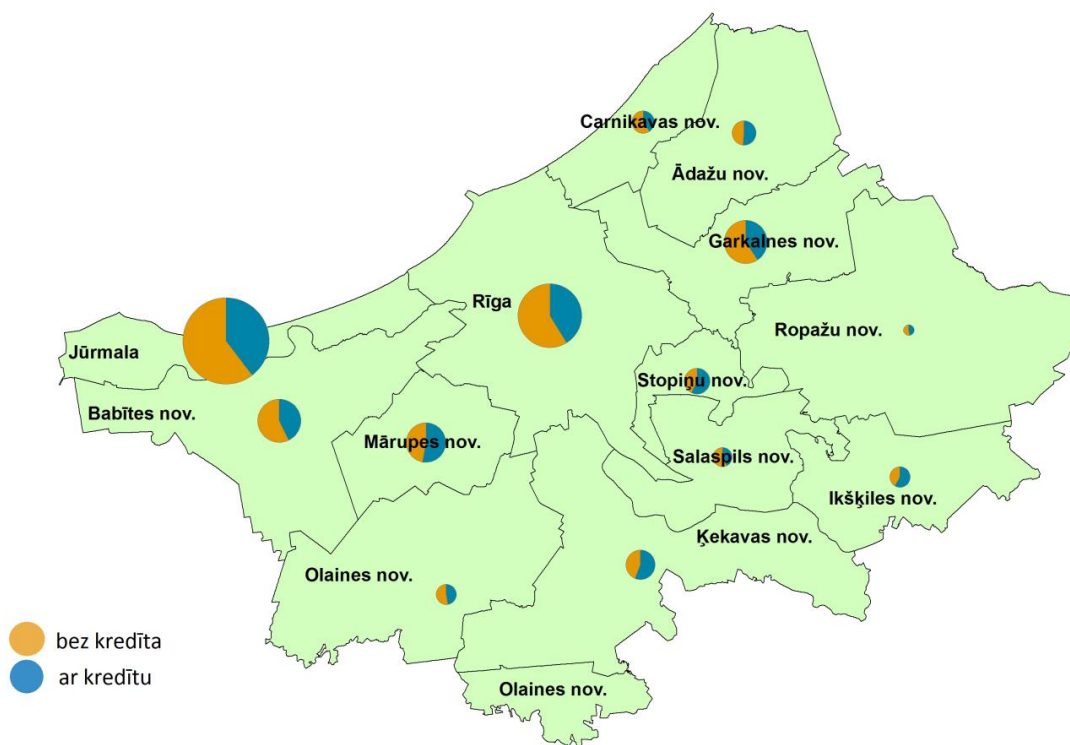 Carnikavas nov.
Ādažu nov.
Garkalnes nov.
Rīga
Ropažu nov.
Jūrmala
Stopiņu nov.
Babītes nov.
Mārupes nov.
Salaspils nov.
Ikšķiles nov.
Ķekavas nov.
Olaines nov.
bez kredīta
ar kredītu
Olaines nov.